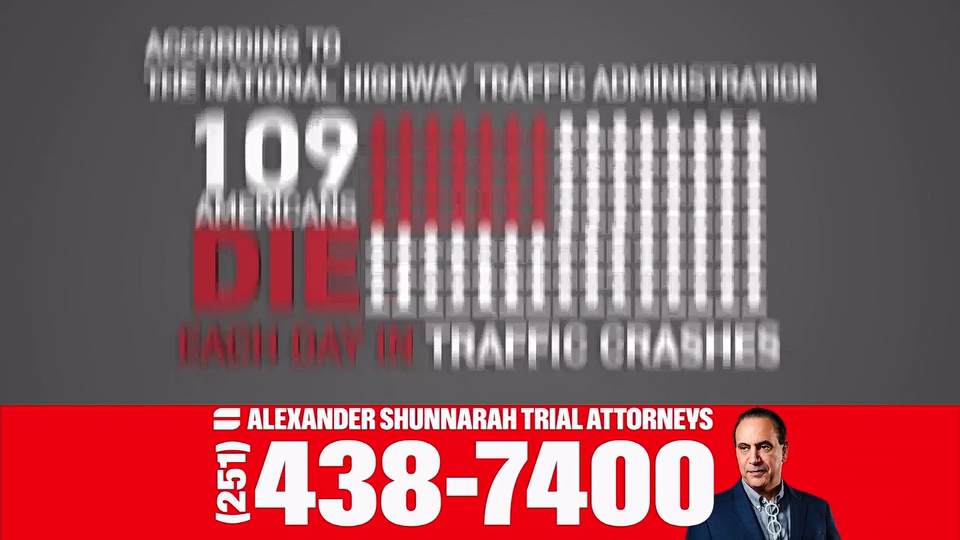 ACCORDING TO
THE NATIONAL HIGHWAY TRAFFIC ADMINISTRATION
109
AMERICANS
DIE
EACH DAY IN TRAFFIC CRASHES
ALEXANDER SHUNNARAH TRIAL ATTORNEYS
(251) 438-7400